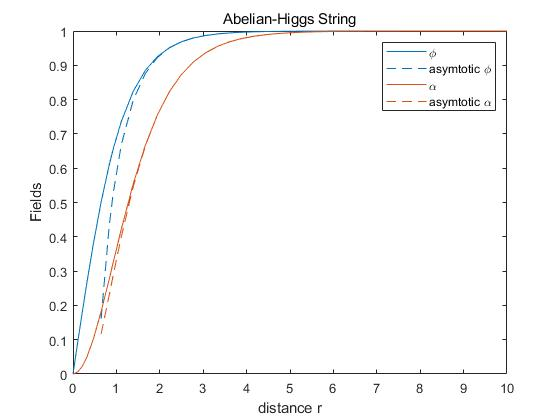 Abelian-Higgs String
1
0.9
0.8
0.7
0.6
0.5
0.4
0.3
0.2
0.1
0
Fields
ϕ
asymtotic ϕ
α
asymtotic α
0 1 2 3 4 5 6 7 8 9 10
distance r